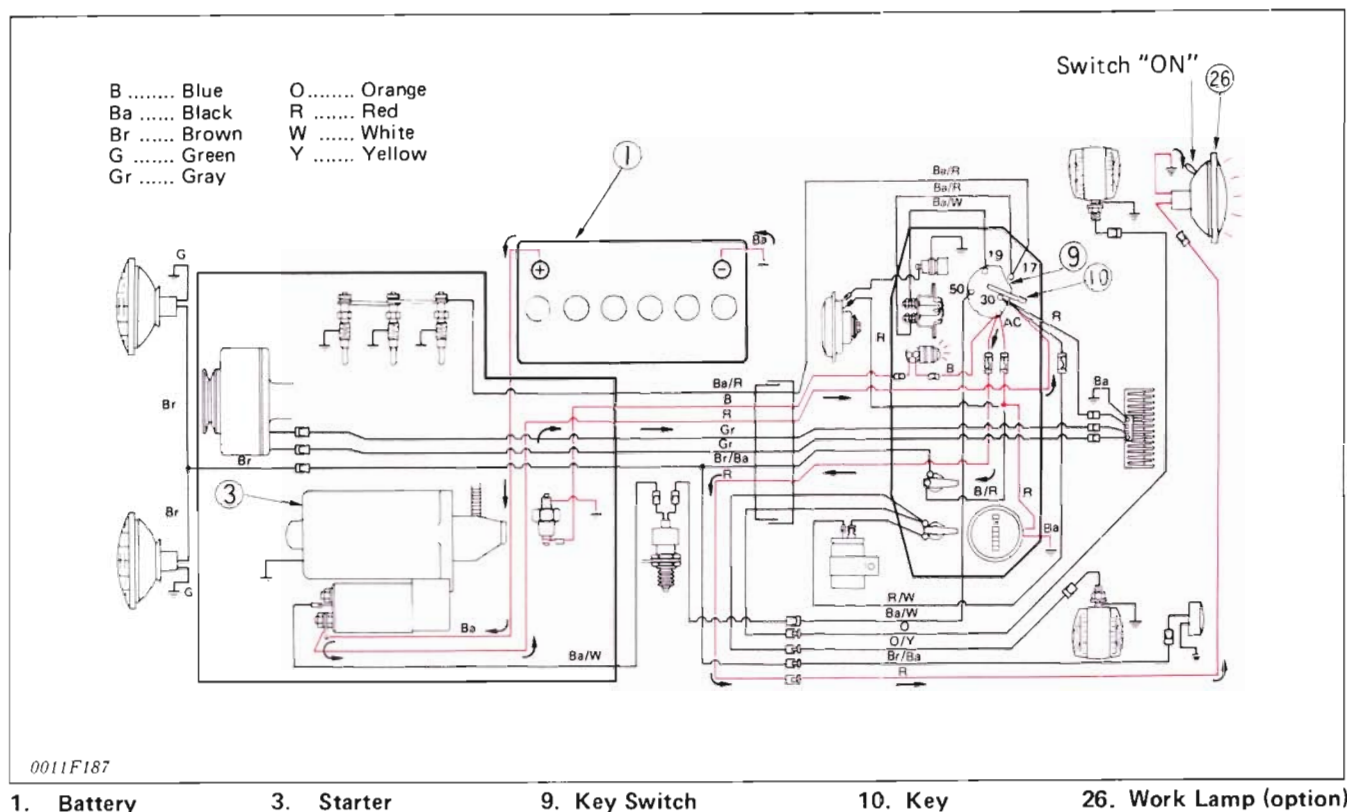 B ........ Blue
Ba ...... Black
Br ...... Brown
G ....... Green
Gr ...... Gray
O ........ Orange
R ....... Red
W ...... White
Y ....... Yellow
Switch "ON"
26
1
Ba/R
Ba/R
Ba/W
Ba
G
+
−
19
17
9
10
50
30
AC
R
R
B
Ba
Ba/R
B
R
Gr
Gr
Br/Ba
R
Br
Br
3
Br
G
B/R
R
Ba
R/W
Ba/W
O
O/Y
Br/Ba
R
Ba
Ba/W
0011F187
1. Battery 3. Starter 9. Key Switch 10. Key 26. Work Lamp (option)